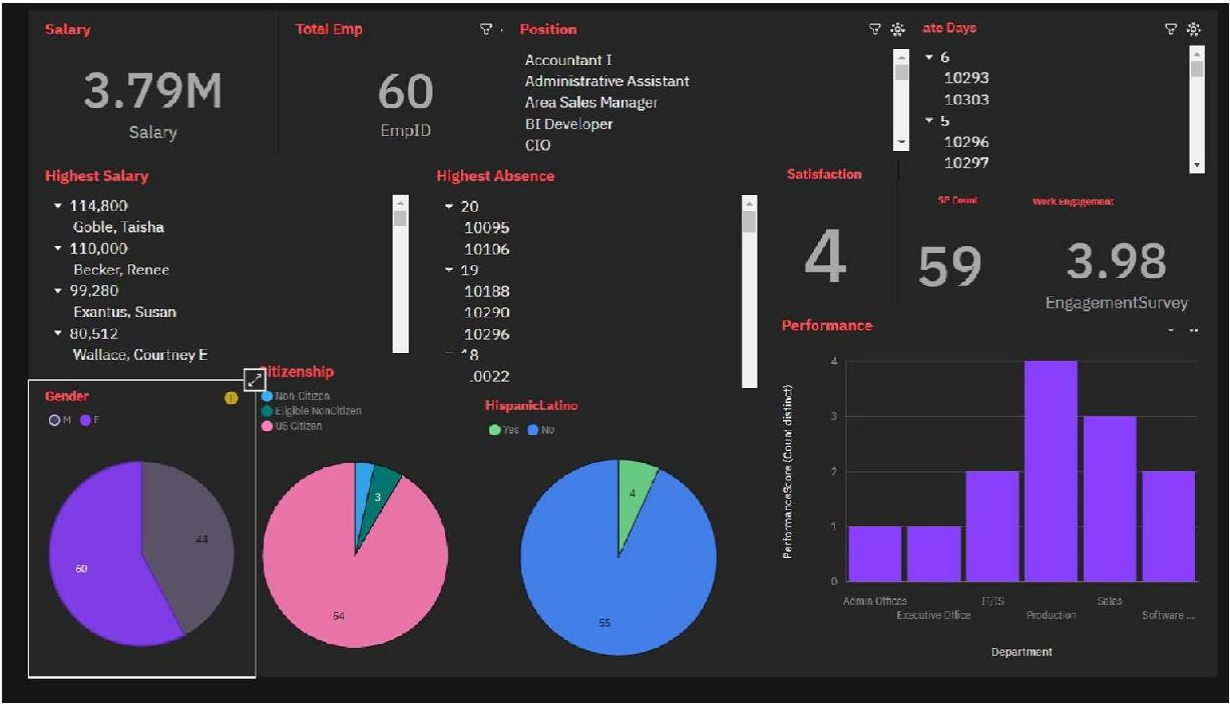 Salary
3.79M
Salary
Total Emp
60
EmpID
Position
Accountant I
Administrative Assistant
Area Sales Manager
BI Developer
CIO
ate Days
6
10293
10303
5
10296
10297
Highest Salary
114,800
Goble, Taisha
110,000
Becker, Renee
99,280
Exantus, Susan
80,512
Wallace, Courtney E
Highest Absence
20
10095
10106
19
10188
10290
10296
18
.0022
Satisfaction
4
SP Count
59
Work Engagement
3.98
EngagementSurvey
Gender
M F
44
60
Citizenship
Non-Citizen
Eligible NonCitizen
US Citizen
3
54
HispanicLatino
Yes No
4
55
Performance
PerformanceScore (Count distinct)
4
3
2
1
0
Admin Offices
Executive Office
IT/IS
Production
Sales
Software ...
Department